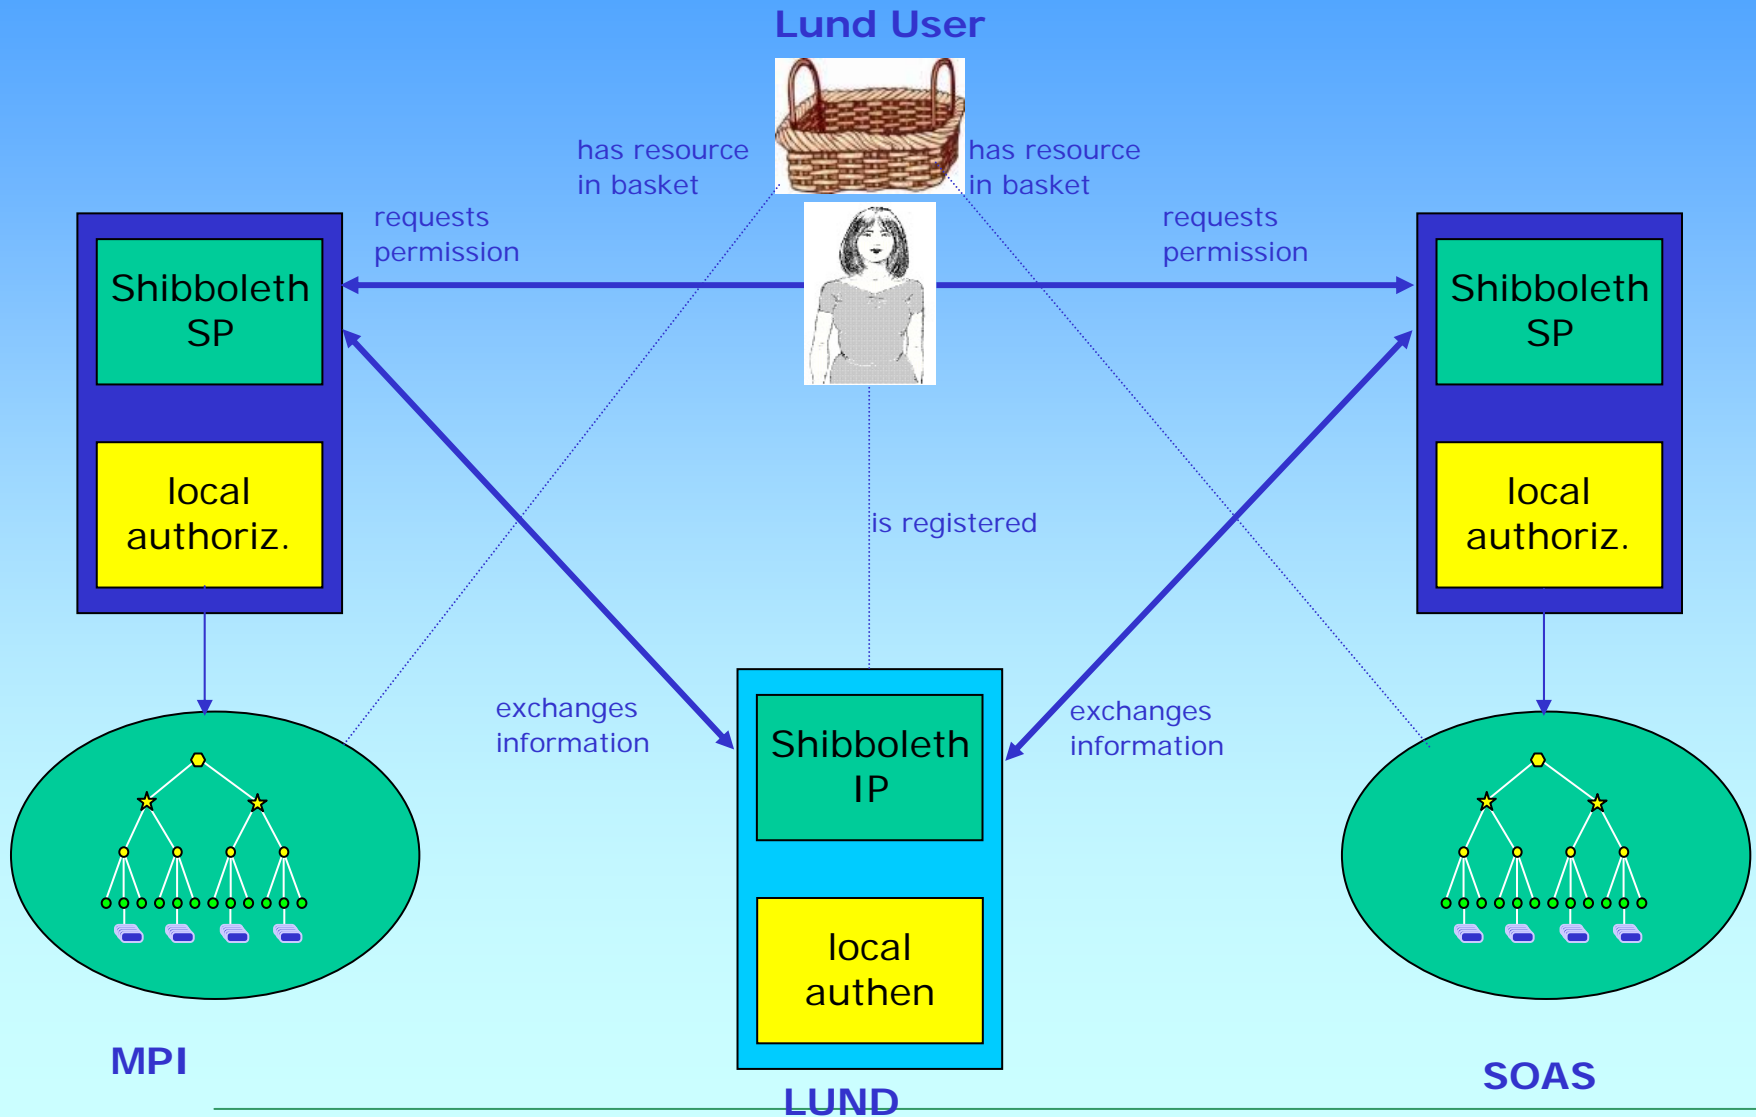 Lund User
has resource
in basket
has resource
in basket
requests
permission
requests
permission
Shibboleth
SP
Shibboleth
SP
local
authoriz.
local
authoriz.
is registered
exchanges
information
exchanges
information
Shibboleth
IP
local
authen
MPI
LUND
SOAS